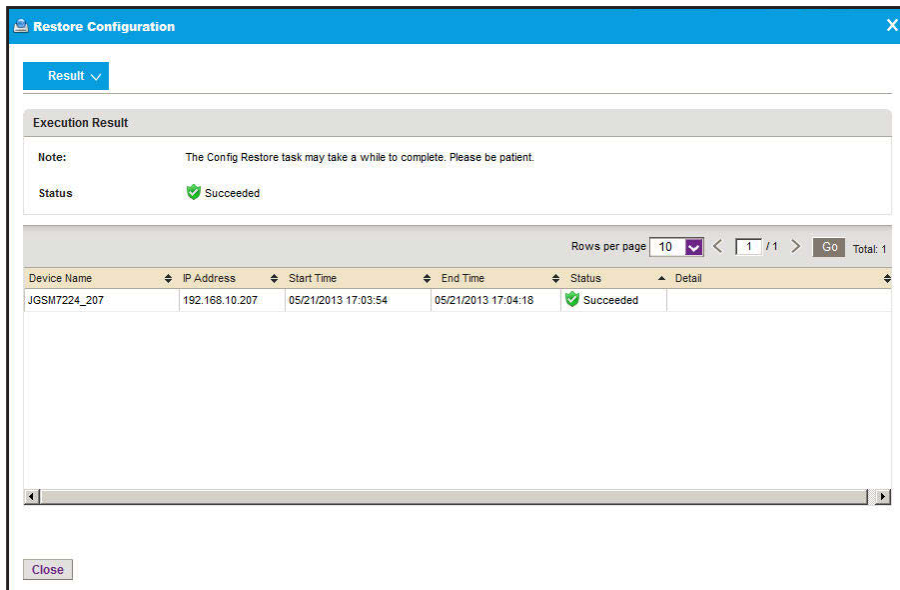 Restore Configuration X
Result
Execution Result
Note: The Config Restore task may take a while to complete. Please be patient.
Status Succeeded
Rows per page 10 < 1 / 1 > Go Total: 1
Device Name IP Address Start Time End Time Status Detail
JGSM7224_207 192.168.10.207 05/21/2013 17:03:54 05/21/2013 17:04:18 Succeeded
Close